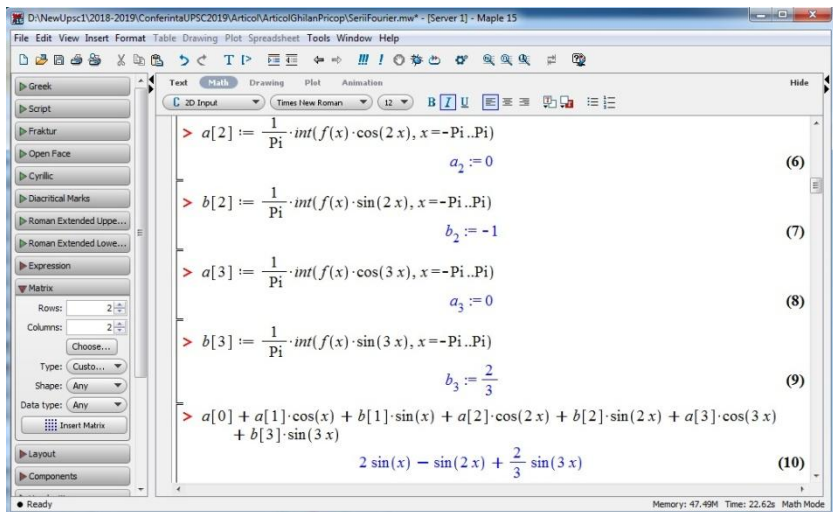 D:\NewUpsc1\2018-2019\ConferintaUPSC2019\Articol\ArticolGhilanPricop\SeriiFourier.mw* - [Server 1] - Maple 15
File Edit View Insert Format Table Drawing Plot Spreadsheet Tools Window Help
Text Math Drawing Plot Animation Hide
C 2D Input Times New Roman 12 B I U
Greek
Script
Fraktur
Open Face
Cyrillic
Diacritical Marks
Roman Extended Uppe...
Roman Extended Lowe...
Expression
Matrix
Rows: 2
Columns: 2
Choose...
Type: Custo...
Shape: Any
Data type: Any
Insert Matrix
Layout
Components
> a[2] := 1/Pi · int(f(x)·cos(2 x), x=-Pi..Pi)
a₂ := 0 (6)
> b[2] := 1/Pi · int(f(x)·sin(2 x), x=-Pi..Pi)
b₂ := -1 (7)
> a[3] := 1/Pi · int(f(x)·cos(3 x), x=-Pi..Pi)
a₃ := 0 (8)
> b[3] := 1/Pi · int(f(x)·sin(3 x), x=-Pi..Pi)
b₃ := 2/3 (9)
> a[0] + a[1]·cos(x) + b[1]·sin(x) + a[2]·cos(2 x) + b[2]·sin(2 x) + a[3]·cos(3 x)
+ b[3]·sin(3 x)
2 sin(x) − sin(2 x) + 2/3 sin(3 x) (10)
Ready Memory: 47.49M Time: 22.62s Math Mode